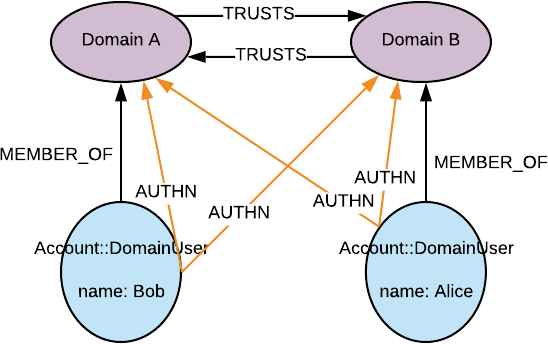 TRUSTS
Domain A
Domain B
TRUSTS
MEMBER_OF
MEMBER_OF
AUTHN
AUTHN
AUTHN
AUTHN
Account::DomainUser
name: Bob
Account::DomainUser
name: Alice